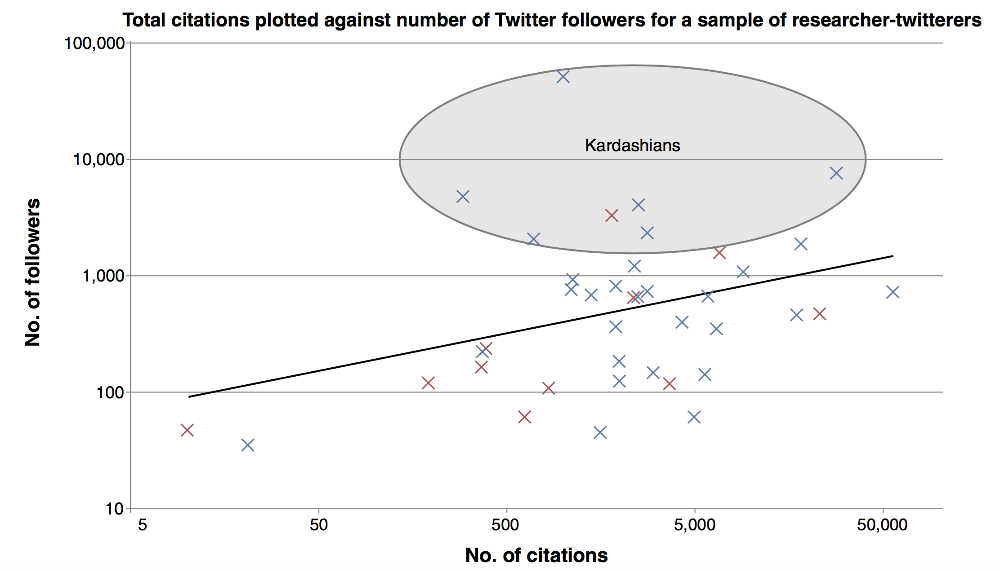 Total citations plotted against number of Twitter followers for a sample of researcher-twitterers
100,000
Kardashians
10,000
No. of followers
1,000
100
10
5 50 500 5,000 50,000
No. of citations